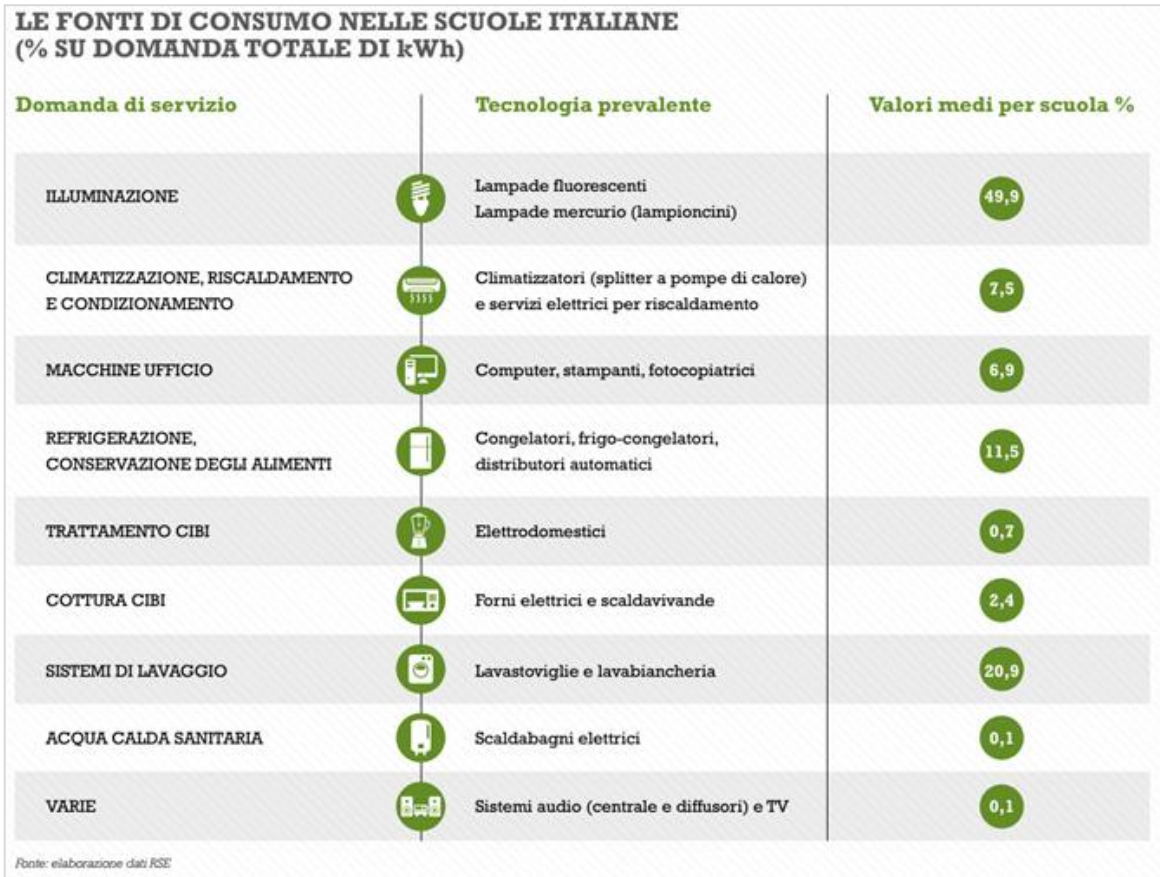 LE FONTI DI CONSUMO NELLE SCUOLE ITALIANE
(% SU DOMANDA TOTALE DI kWh)
Domanda di servizio
Tecnologia prevalente
Valori medi per scuola %
ILLUMINAZIONE
Lampade fluorescenti
Lampade mercurio (lampioncini)
49,9
CLIMATIZZAZIONE, RISCALDAMENTO
E CONDIZIONAMENTO
Climatizzatori (splitter a pompe di calore)
e servizi elettrici per riscaldamento
7,5
MACCHINE UFFICIO
Computer, stampanti, fotocopiatrici
6,9
REFRIGERAZIONE,
CONSERVAZIONE DEGLI ALIMENTI
Congelatori, frigo-congelatori,
distributori automatici
11,5
TRATTAMENTO CIBI
Elettrodomestici
0,7
COTTURA CIBI
Forni elettrici e scaldavivande
2,4
SISTEMI DI LAVAGGIO
Lavastoviglie e lavabiancheria
20,9
ACQUA CALDA SANITARIA
Scaldabagni elettrici
0,1
VARIE
Sistemi audio (centrale e diffusori) e TV
0,1
Fonte: elaborazione dati RSE